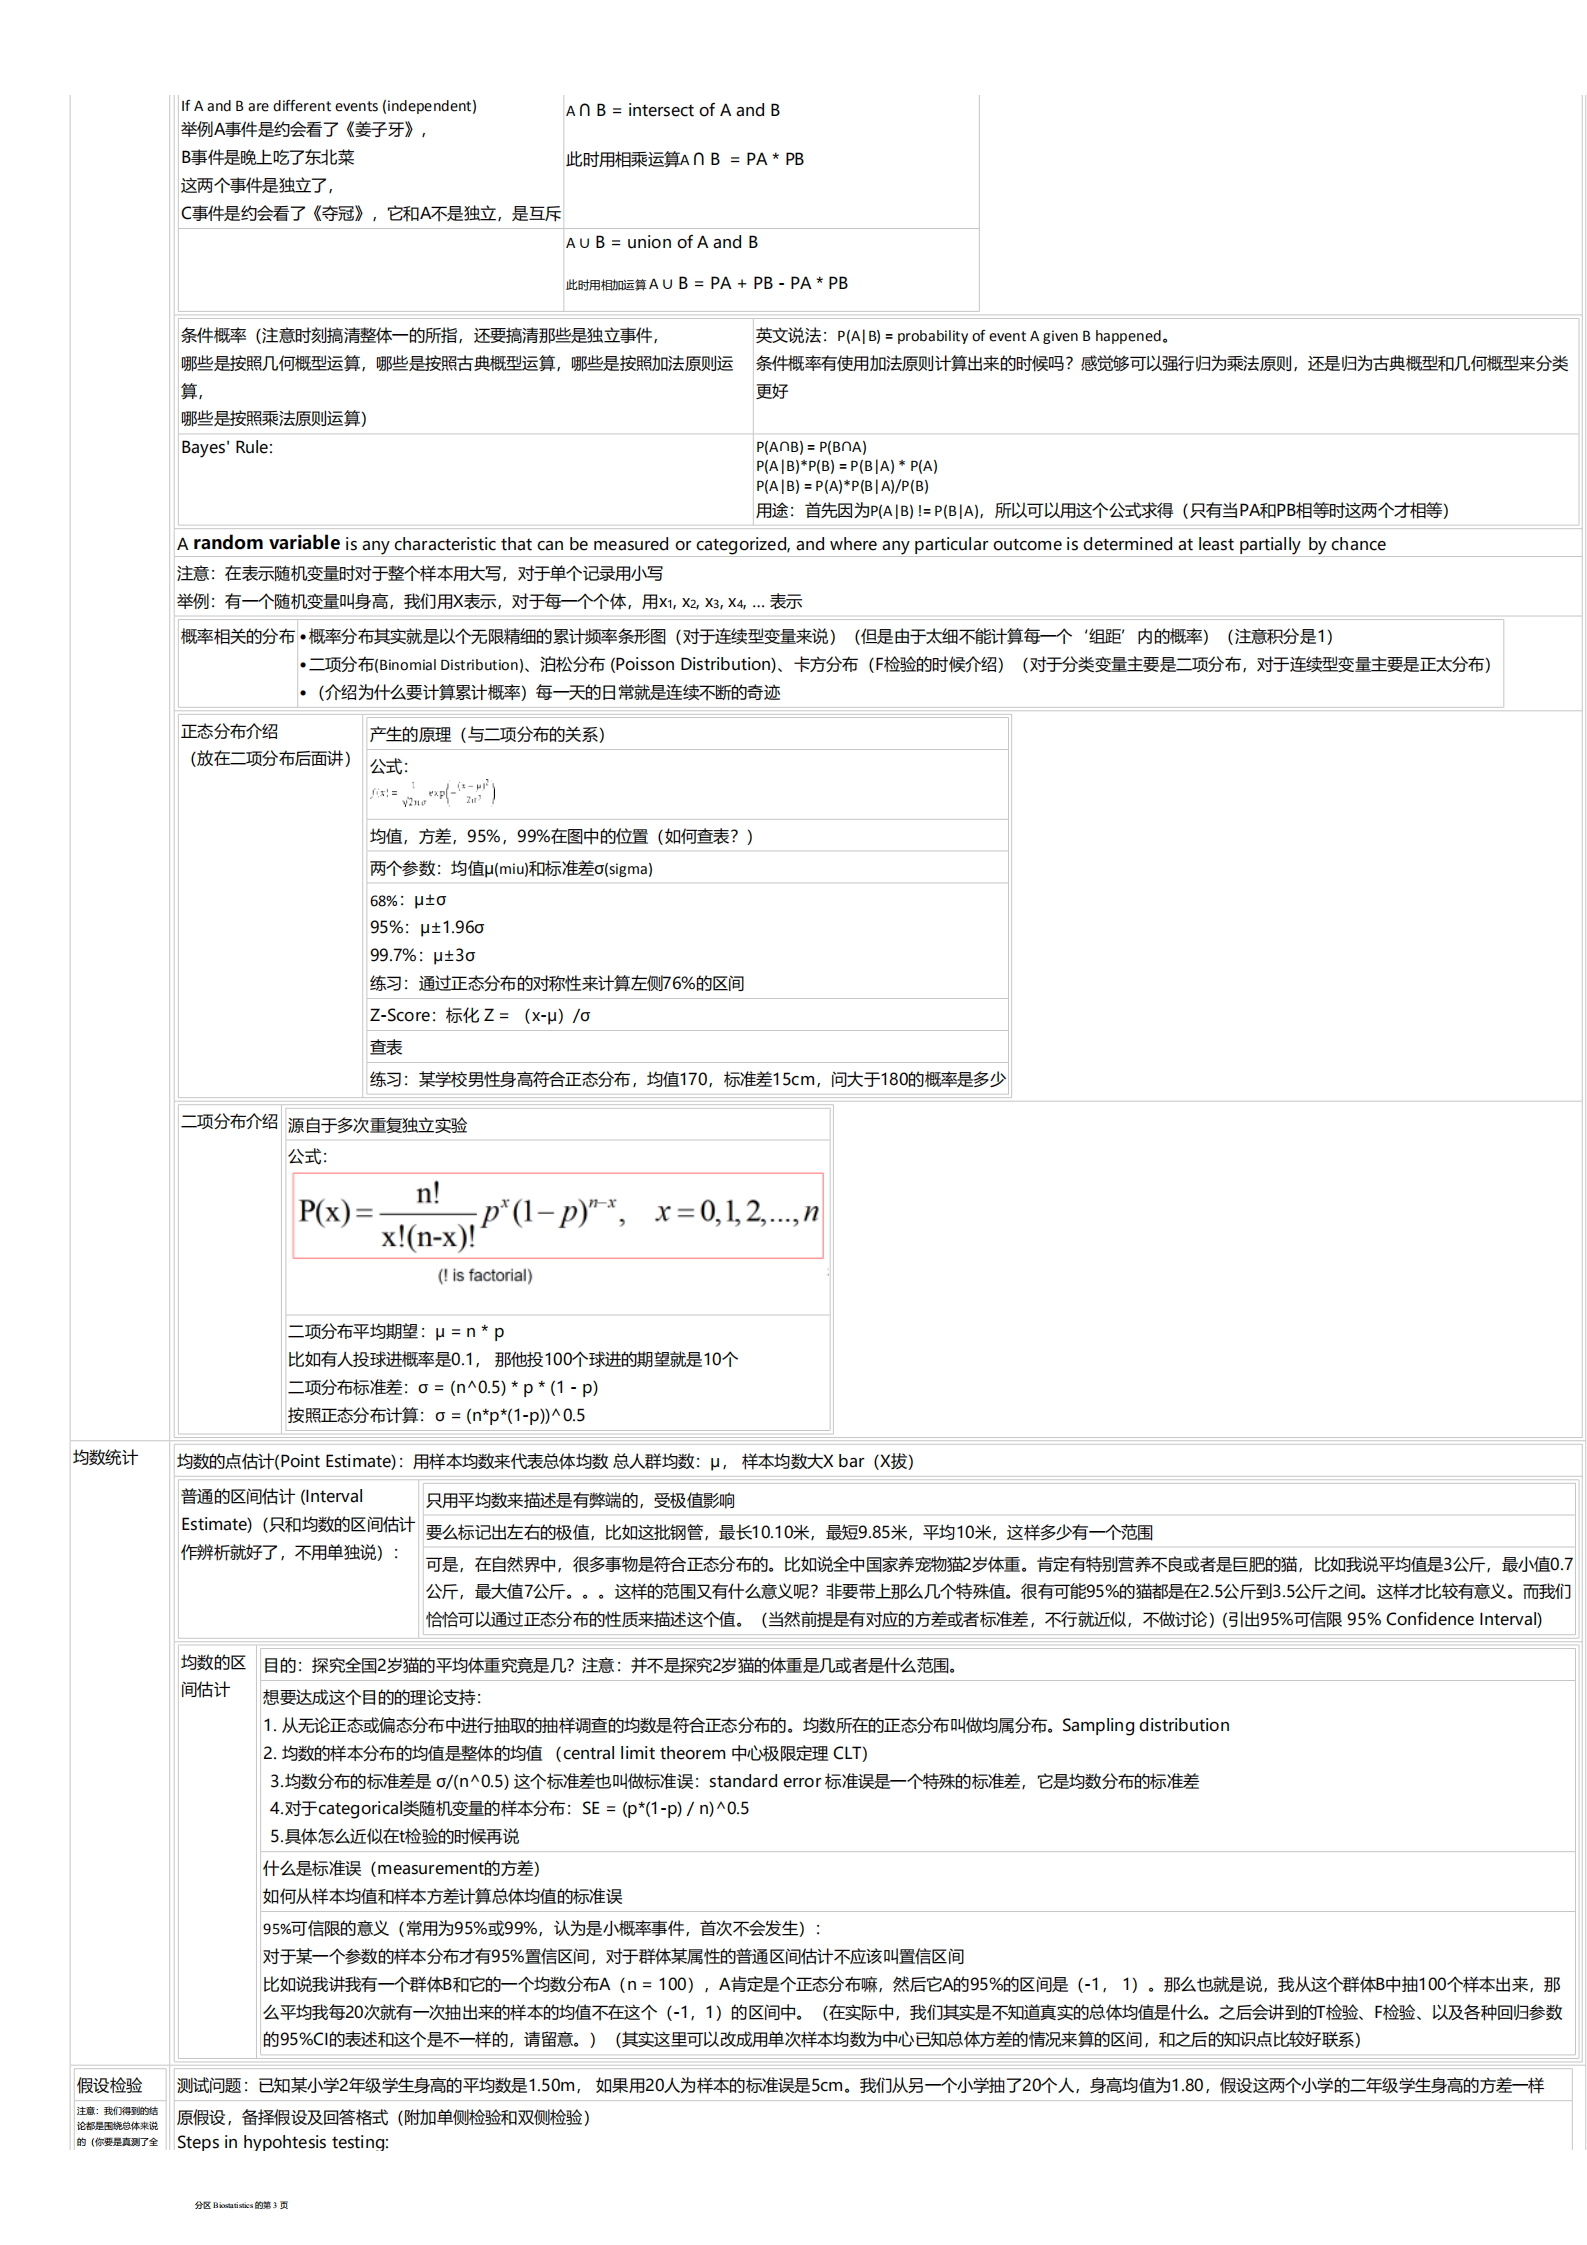 If A and B are different events (independent)
举例A事件是约会看了《姜子牙》，
B事件是晚上吃了东北菜
这两个事件是独立了，
C事件是约会看了《夺冠》，它和A不是独立，是互斥
A ∩ B = intersect of A and B
此时用相乘运算A ∩ B = PA * PB
A ∪ B = union of A and B
此时用相加运算 A ∪ B = PA + PB - PA * PB
条件概率（注意时刻搞清整体一的所指，还要搞清那些是独立事件，
哪些是按照几何概型运算，哪些是按照古典概型运算，哪些是按照加法原则运
算，
哪些是按照乘法原则运算）
英文说法：P(A|B) = probability of event A given B happened。
条件概率有使用加法原则计算出来的时候吗？感觉够可以强行归为乘法原则，还是归为古典概型和几何概型来分类
更好
Bayes' Rule:
P(A∩B) = P(B∩A)
P(A|B)*P(B) = P(B|A) * P(A)
P(A|B) = P(A)*P(B|A)/P(B)
用途：首先因为P(A|B) != P(B|A)，所以可以用这个公式求得（只有当PA和PB相等时这两个才相等）
A random variable is any characteristic that can be measured or categorized, and where any particular outcome is determined at least partially by chance
注意：在表示随机变量时对于整个样本用大写，对于单个记录用小写
举例：有一个随机变量叫身高，我们用X表示，对于每一个个体，用x₁, x₂, x₃, x₄, ... 表示
概率相关的分布
• 概率分布其实就是以个无限精细的累计频率条形图（对于连续型变量来说）（但是由于太细不能计算每一个‘组距’内的概率）（注意积分是1）
• 二项分布(Binomial Distribution)、泊松分布 (Poisson Distribution)、卡方分布（F检验的时候介绍）（对于分类变量主要是二项分布，对于连续型变量主要是正太分布）
• （介绍为什么要计算累计概率）每一天的日常就是连续不断的奇迹
正态分布介绍
（放在二项分布后面讲）
产生的原理（与二项分布的关系）
公式：
f(x) = 1/(√2π σ) exp(-(x - μ)²/2σ²)
均值，方差，95%，99%在图中的位置（如何查表？）
两个参数：均值μ(miu)和标准差σ(sigma)
68%：μ±σ
95%：μ±1.96σ
99.7%：μ±3σ
练习：通过正态分布的对称性来计算左侧76%的区间
Z-Score：标化 Z = （x-μ）/σ
查表
练习：某学校男性身高符合正态分布，均值170，标准差15cm，问大于180的概率是多少
二项分布介绍
源自于多次重复独立实验
公式：
P(x) = n!/(x!(n-x)!) pˣ(1-p)ⁿ⁻ˣ, x = 0,1,2,...,n
(! is factorial)
二项分布平均期望：μ = n * p
比如有人投球进概率是0.1， 那他投100个球进的期望就是10个
二项分布标准差：σ = (n^0.5) * p * (1 - p)
按照正态分布计算：σ = (n*p*(1-p))^0.5
均数统计
均数的点估计(Point Estimate)：用样本均数来代表总体均数 总人群均数：μ， 样本均数大X bar（X拔）
普通的区间估计 (Interval
Estimate)（只和均数的区间估计
作辨析就好了，不用单独说）：
只用平均数来描述是有弊端的，受极值影响
要么标记出左右的极值，比如这批钢管，最长10.10米，最短9.85米，平均10米，这样多少有一个范围
可是，在自然界中，很多事物是符合正态分布的。比如说全中国家养宠物猫2岁体重。肯定有特别营养不良或者是巨肥的猫，比如我说平均值是3公斤，最小值0.7
公斤，最大值7公斤。。。这样的范围又有什么意义呢？非要带上那么几个特殊值。很有可能95%的猫都是在2.5公斤到3.5公斤之间。这样才比较有意义。而我们
恰恰可以通过正态分布的性质来描述这个值。（当然前提是有对应的方差或者标准差，不行就近似，不做讨论）(引出95%可信限 95% Confidence Interval)
均数的区
间估计
目的：探究全国2岁猫的平均体重究竟是几？注意：并不是探究2岁猫的体重是几或者是什么范围。
想要达成这个目的的理论支持：
1. 从无论正态或偏态分布中进行抽取的抽样调查的均数是符合正态分布的。均数所在的正态分布叫做均属分布。Sampling distribution
2. 均数的样本分布的均值是整体的均值 （central limit theorem 中心极限定理 CLT）
3.均数分布的标准差是 σ/(n^0.5) 这个标准差也叫做标准误：standard error 标准误是一个特殊的标准差，它是均数分布的标准差
4.对于categorical类随机变量的样本分布：SE = (p*(1-p) / n)^0.5
5.具体怎么近似在t检验的时候再说
什么是标准误（measurement的方差）
如何从样本均值和样本方差计算总体均值的标准误
95%可信限的意义（常用为95%或99%，认为是小概率事件，首次不会发生）：
对于某一个参数的样本分布才有95%置信区间，对于群体某属性的普通区间估计不应该叫置信区间
比如说我讲我有一个群体B和它的一个均数分布A（n = 100），A肯定是个正态分布嘛，然后它A的95%的区间是（-1， 1）。那么也就是说，我从这个群体B中抽100个样本出来，那
么平均我每20次就有一次抽出来的样本的均值不在这个（-1，1）的区间中。（在实际中，我们其实是不知道真实的总体均值是什么。之后会讲到的T检验、F检验、以及各种回归参数
的95%CI的表述和这个是不一样的，请留意。）（其实这里可以改成用单次样本均数为中心已知总体方差的情况来算的区间，和之后的知识点比较好联系）
假设检验
注意：我们得到的结
论都是围绕总体来说
的（你要是真测了全
测试问题：已知某小学2年级学生身高的平均数是1.50m， 如果用20人为样本的标准误是5cm。我们从另一个小学抽了20个人，身高均值为1.80，假设这两个小学的二年级学生身高的方差一样
原假设，备择假设及回答格式（附加单侧检验和双侧检验）
Steps in hypohtesis testing:
分区 Biostatistics 的第 3 页